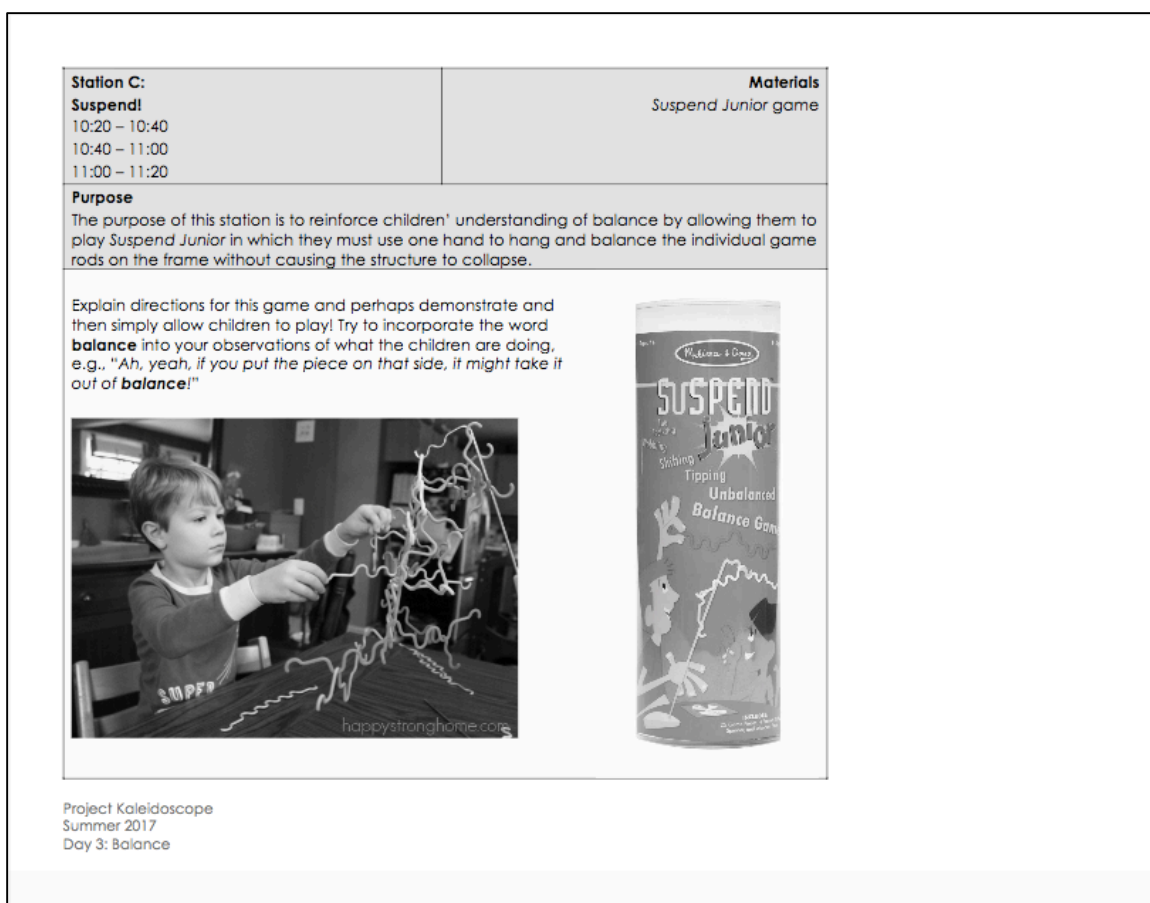 Station C:
Suspend!
10:20 – 10:40
10:40 – 11:00
11:00 – 11:20
Materials
Suspend Junior game
Purpose
The purpose of this station is to reinforce children' understanding of balance by allowing them to
play Suspend Junior in which they must use one hand to hang and balance the individual game
rods on the frame without causing the structure to collapse.
Explain directions for this game and perhaps demonstrate and
then simply allow children to play! Try to incorporate the word
balance into your observations of what the children are doing,
e.g., "Ah, yeah, if you put the piece on that side, it might take it
out of balance!"
SUPER
happystronghome.com
Melissa & Doug
SUSPEND
Junior
Shifting
Tipping
Unbalanced
Balance Game
Project Kaleidoscope
Summer 2017
Day 3: Balance